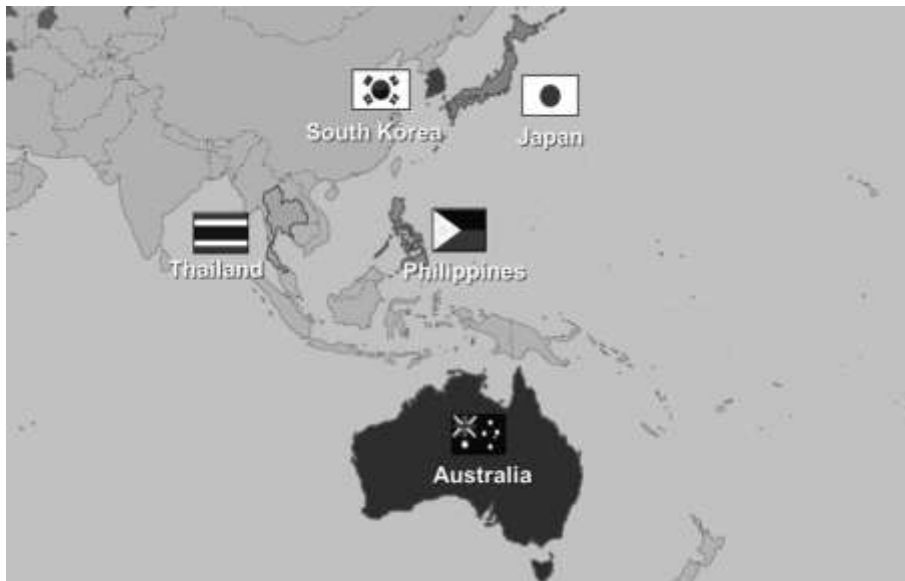 South Korea
Japan
Thailand
Philippines
Australia